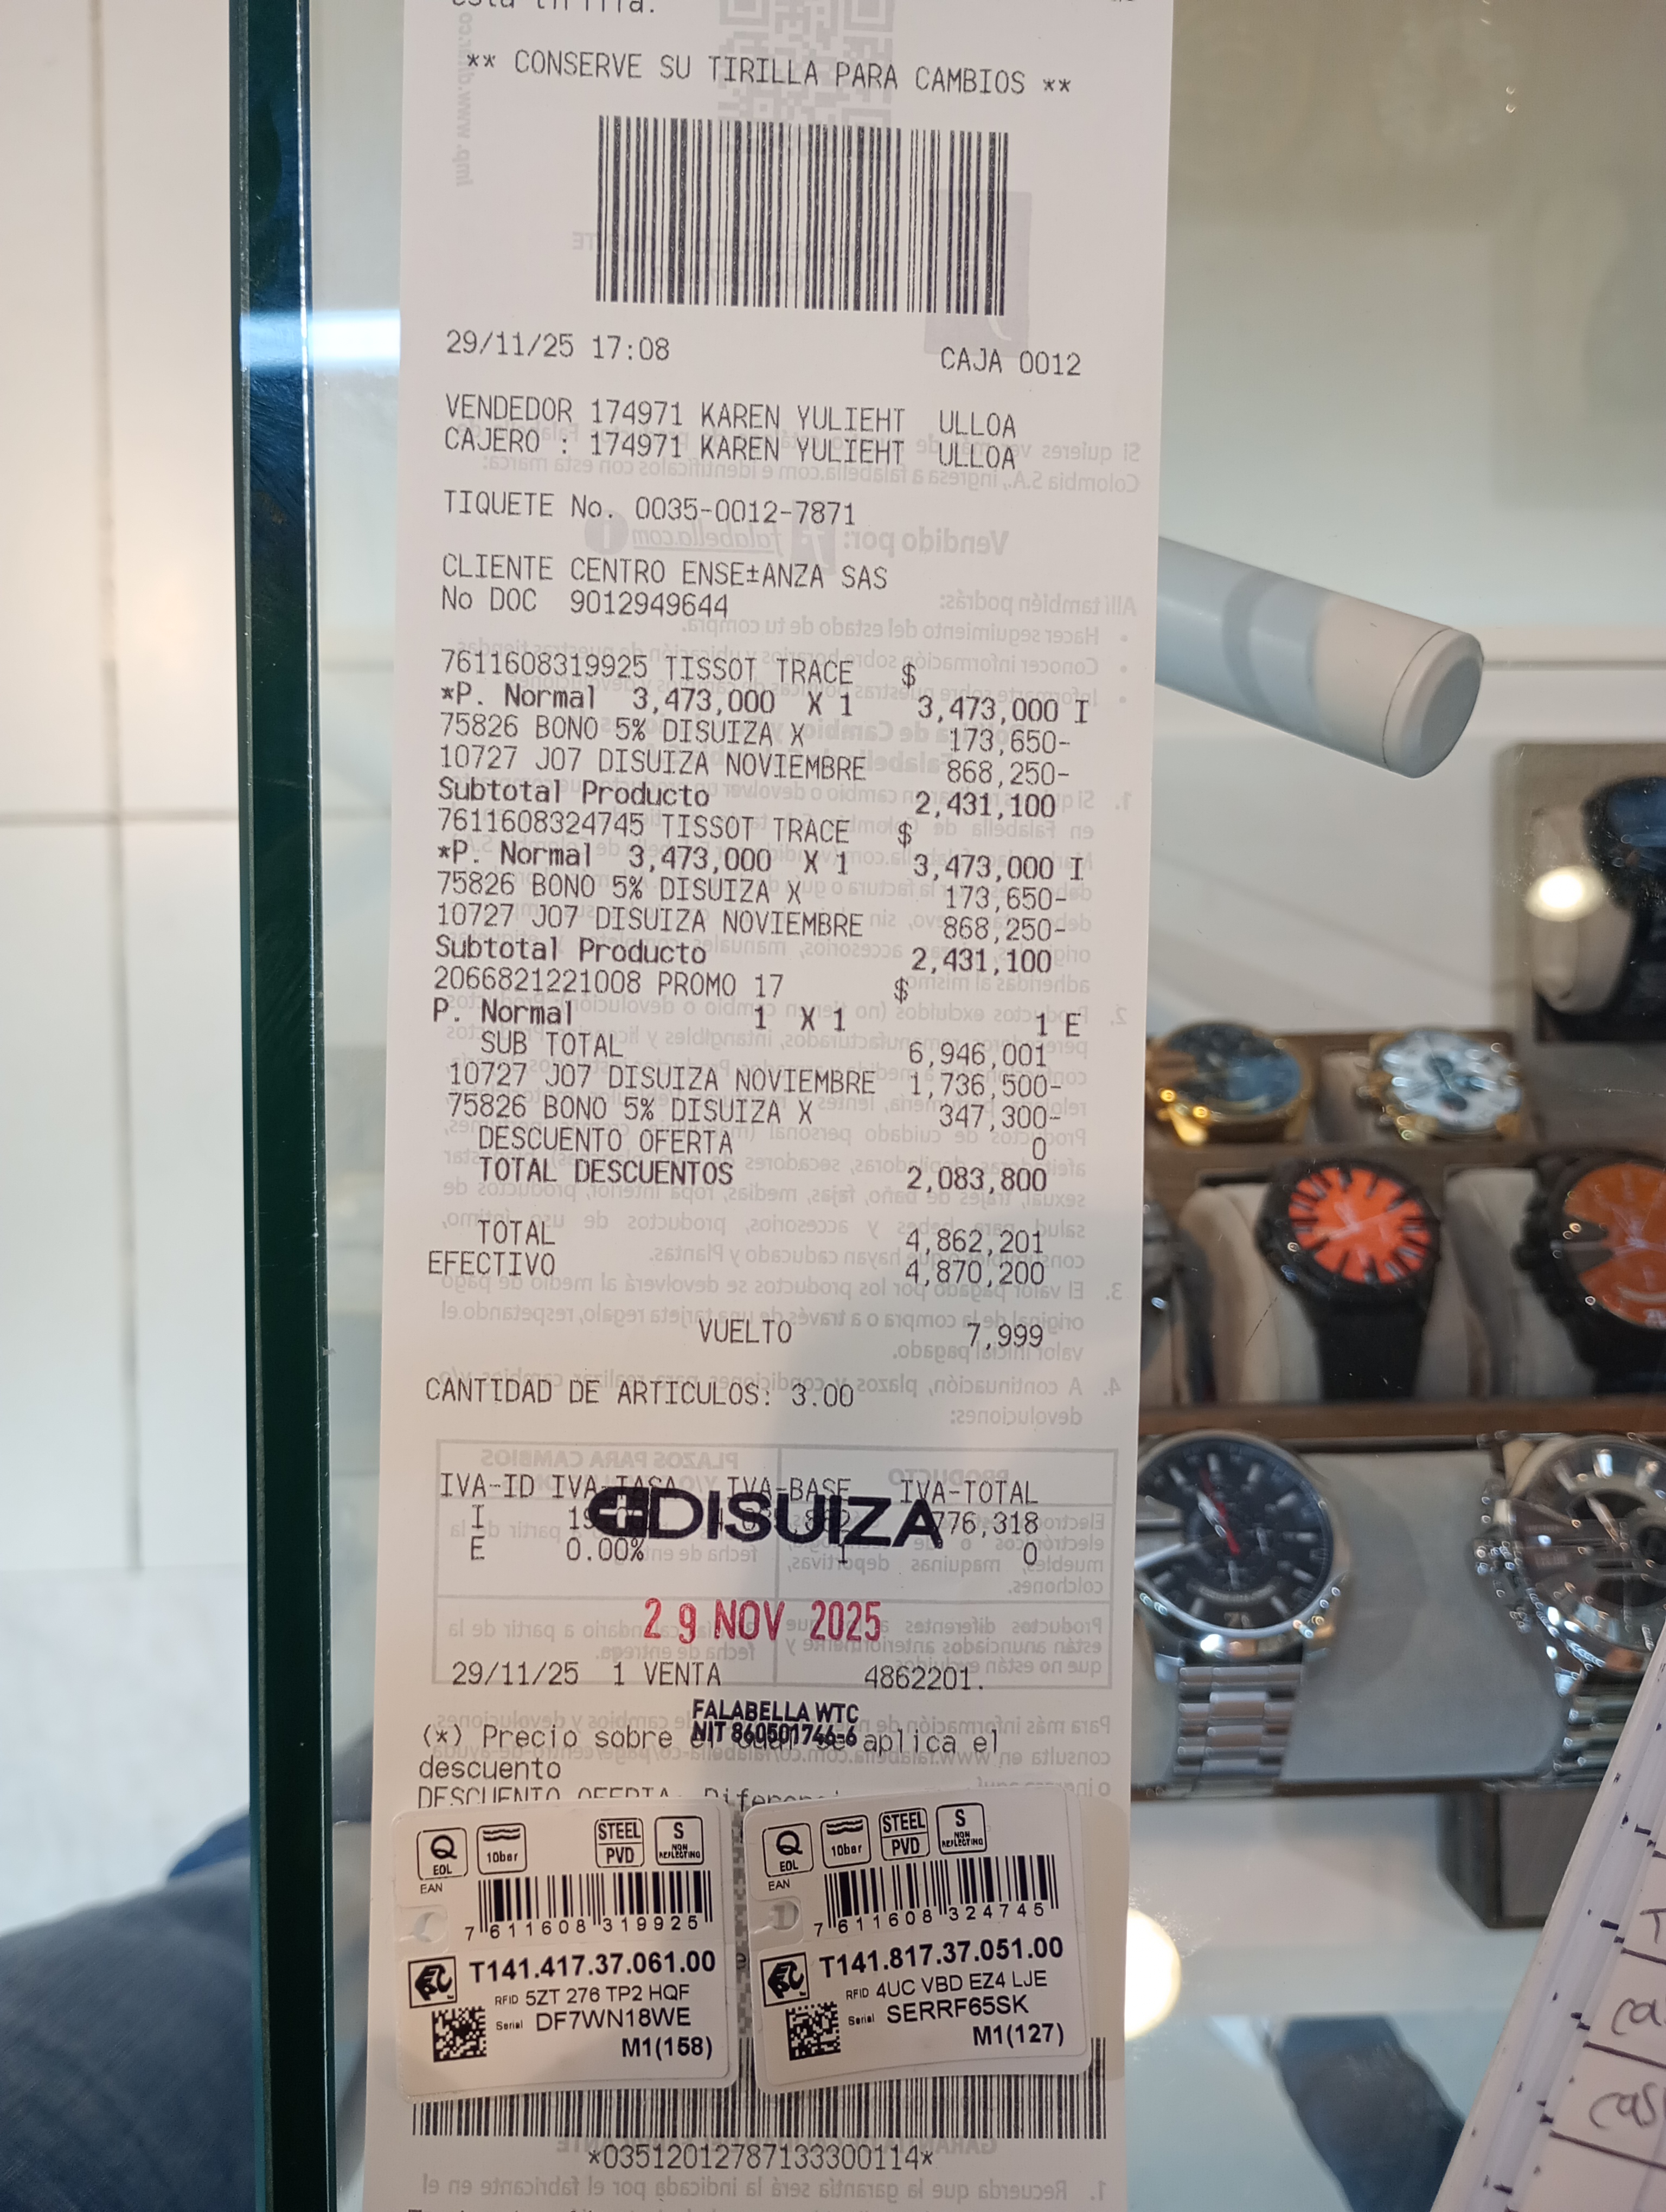 ** CONSERVE SU TIRILLA PARA CAMBIOS **
29/11/25 17:08 CAJA 0012
VENDEDOR 174971 KAREN YULIEHT ULLOA
CAJERO : 174971 KAREN YULIEHT ULLOA
TIQUETE No. 0035-0012-7871
CLIENTE CENTRO ENSE±ANZA SAS
No DOC 9012949644
7611608319925 TISSOT TRACE $
*P. Normal 3,473,000 X 1 3,473,000 I
75826 BONO 5% DISUIZA X 173,650-
10727 J07 DISUIZA NOVIEMBRE 868,250-
Subtotal Producto 2,431,100
7611608324745 TISSOT TRACE $
*P. Normal 3,473,000 X 1 3,473,000 I
75826 BONO 5% DISUIZA X 173,650-
10727 J07 DISUIZA NOVIEMBRE 868,250-
Subtotal Producto 2,431,100
2066821221008 PROMO 17 $
P. Normal 1 X 1 1 E
SUB TOTAL 6,946,001
10727 J07 DISUIZA NOVIEMBRE 1,736,500-
75826 BONO 5% DISUIZA X 347,300-
DESCUENTO OFERTA 0
TOTAL DESCUENTOS 2,083,800
TOTAL 4,862,201
EFECTIVO 4,870,200
VUELTO 7,999
CANTIDAD DE ARTICULOS: 3.00
IVA-ID IVA-TASA IVA-BASE IVA-TOTAL
I 776,318
DISUIZA
E 0.00% 1 0
29 NOV 2025
29/11/25 1 VENTA 4862201.
FALABELLA WTC
NIT 860501746-6
(*) Precio sobre el aplica el
descuento
DESCUENTO OFERTA
Q EDL 10bar STEEL PVD S NON REFLECTING
EAN
7611608319925
T141.417.37.061.00
RFID 5ZT 276 TP2 HQF
Serial DF7WN18WE
M1(158)
Q EDL 10bar STEEL PVD S NON REFLECTING
EAN
7611608324745
T141.817.37.051.00
RFID 4UC VBD EZ4 LJE
Serial SERRF65SK
M1(127)
*03512012787133300114*